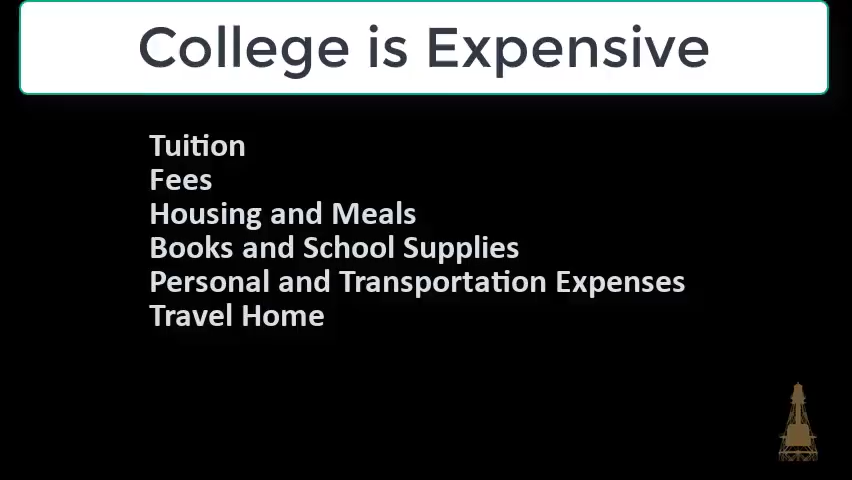 College is Expensive
Tuition
Fees
Housing and Meals
Books and School Supplies
Personal and Transportation Expenses
Travel Home